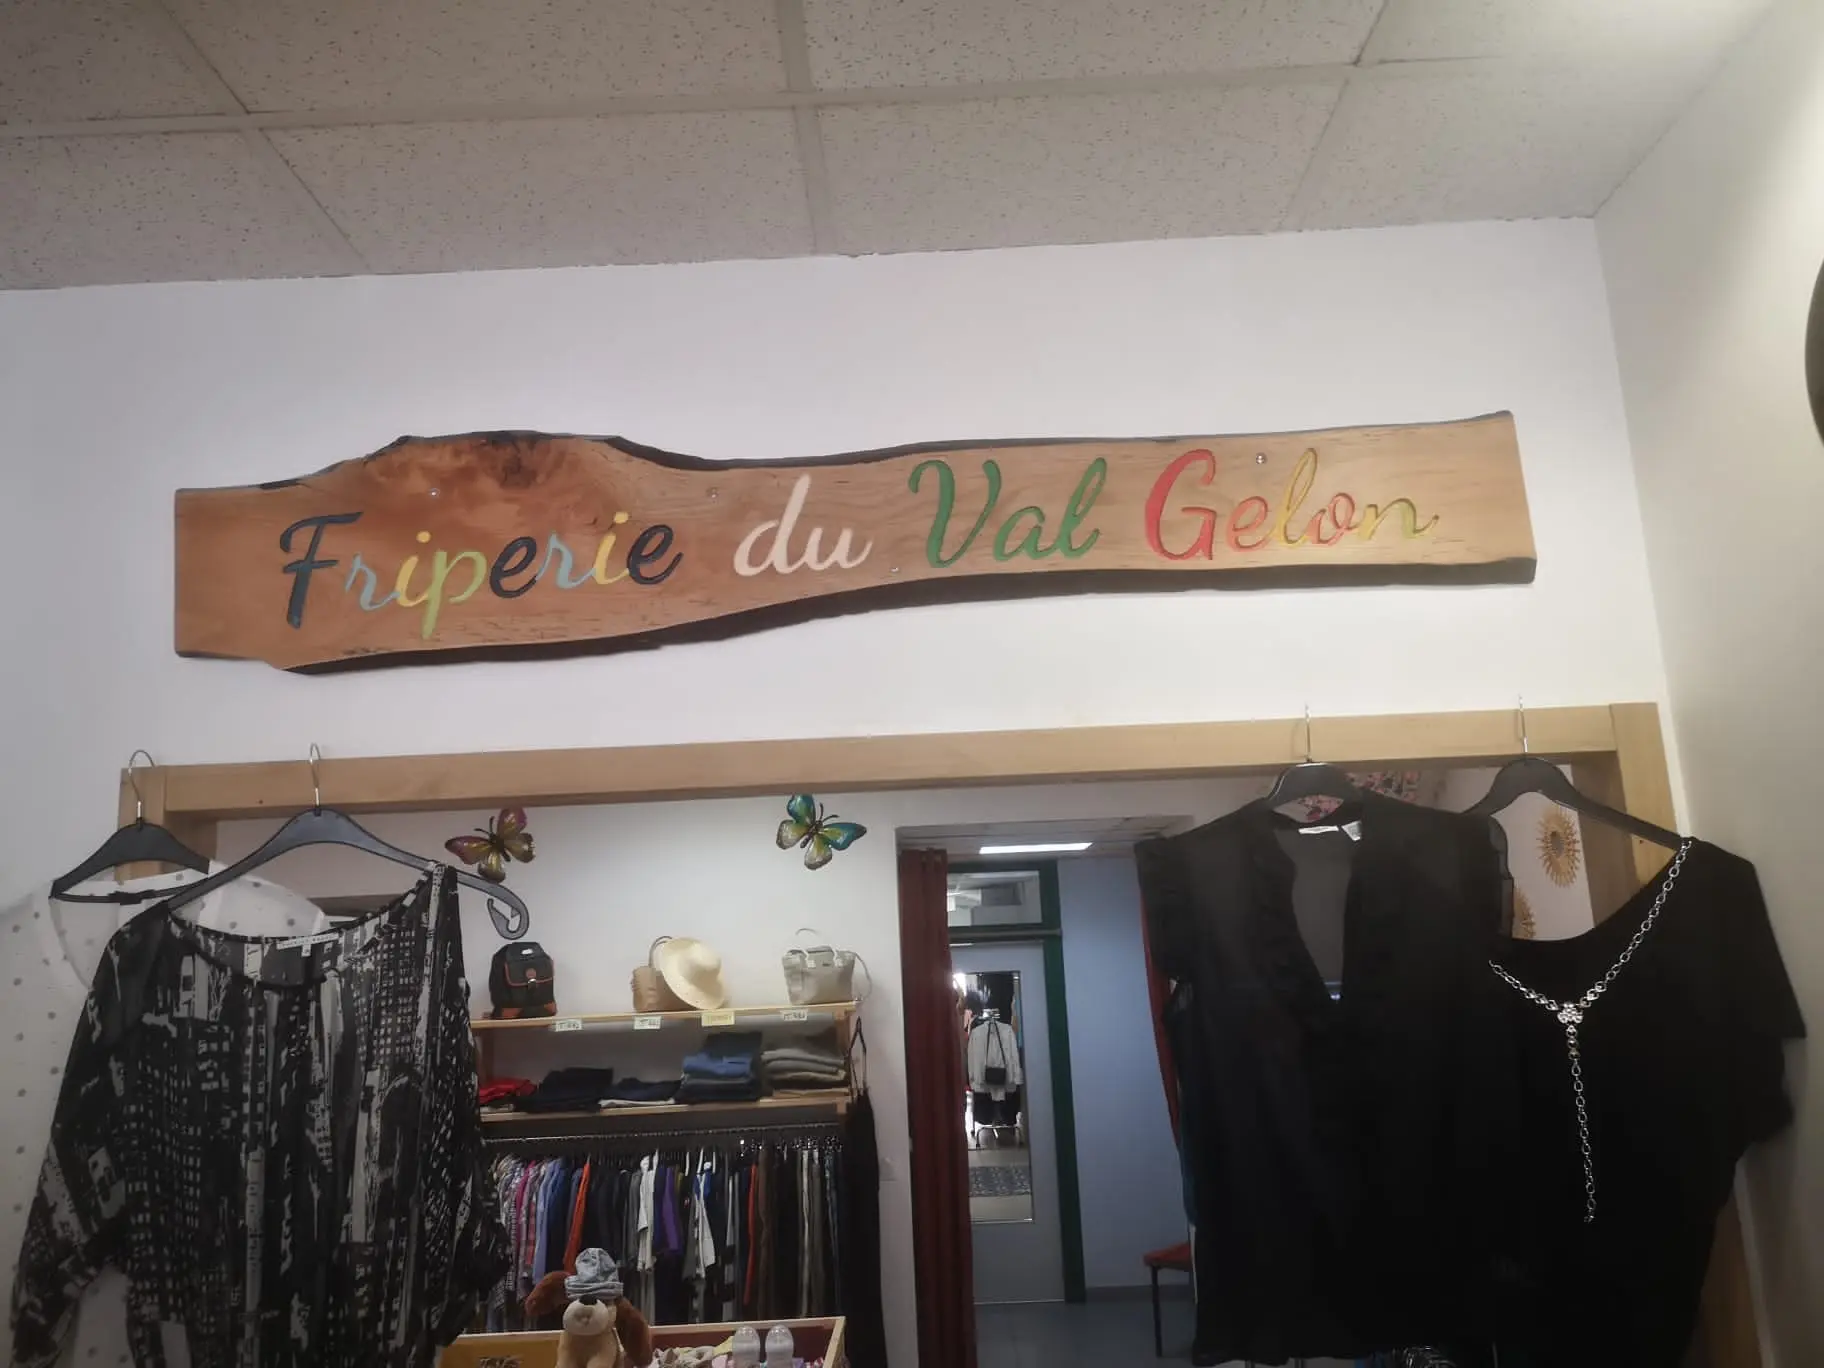 Friperie du Val Gelon